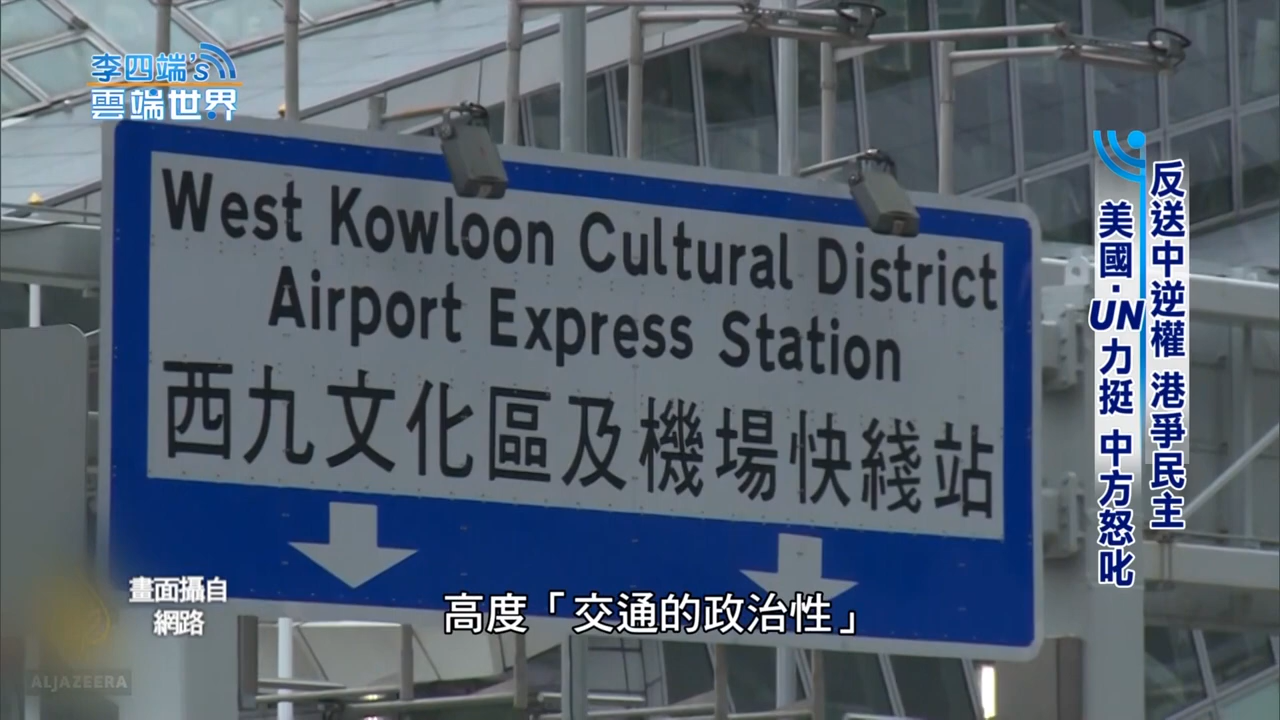 李四端's
雲端世界
West Kowloon Cultural District
Airport Express Station
西九文化區及機場快綫站
反送中逆權 港爭民主
美國·UN力挺 中方怒叱
畫面攝自
網路
高度「交通的政治性」
ALJAZEERA